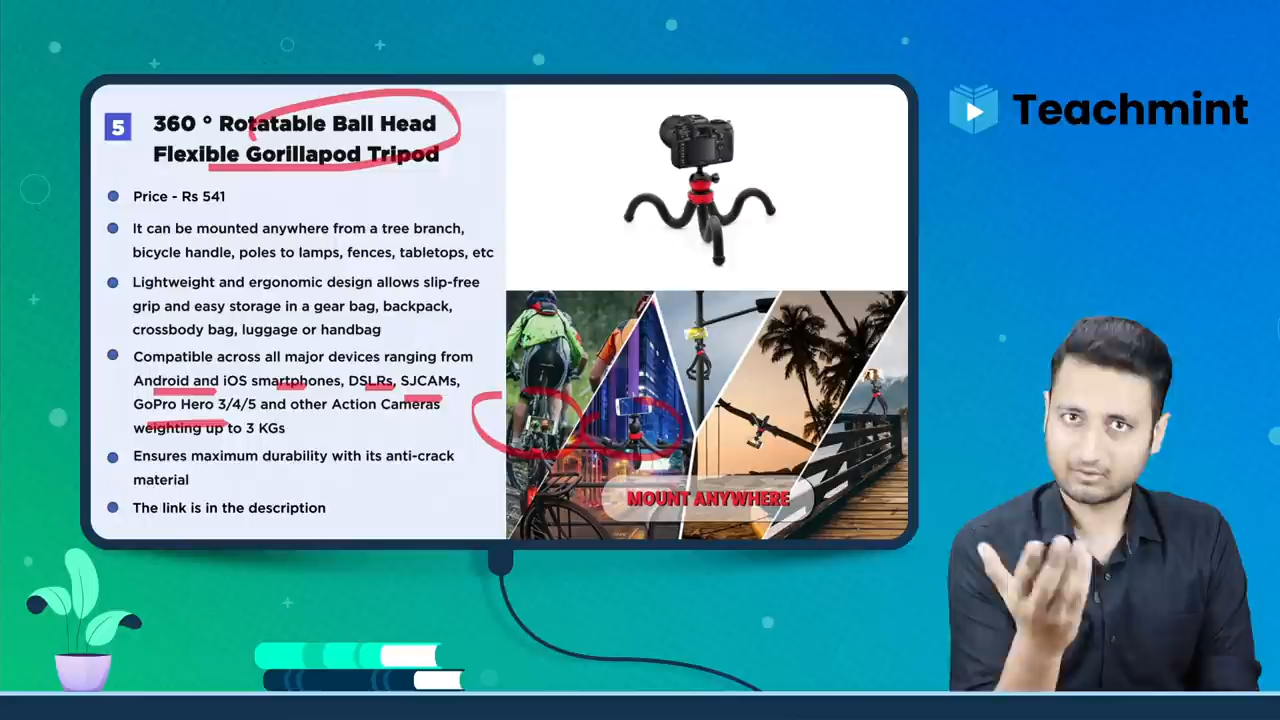 5
360 ° Rotatable Ball Head
Flexible Gorillapod Tripod
Price - Rs 541
It can be mounted anywhere from a tree branch,
bicycle handle, poles to lamps, fences, tabletops, etc
Lightweight and ergonomic design allows slip-free
grip and easy storage in a gear bag, backpack,
crossbody bag, luggage or handbag
Compatible across all major devices ranging from
Android and iOS smartphones, DSLRs, SJCAMs,
GoPro Hero 3/4/5 and other Action Cameras
weighting up to 3 KGs
Ensures maximum durability with its anti-crack
material
The link is in the description
MOUNT ANYWHERE
Teachmint